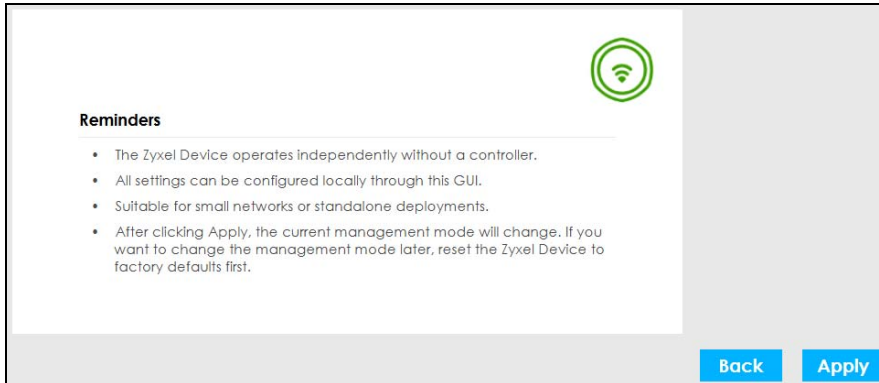 Reminders
• The Zyxel Device operates independently without a controller.
• All settings can be configured locally through this GUI.
• Suitable for small networks or standalone deployments.
• After clicking Apply, the current management mode will change. If you
want to change the management mode later, reset the Zyxel Device to
factory defaults first.
Back Apply